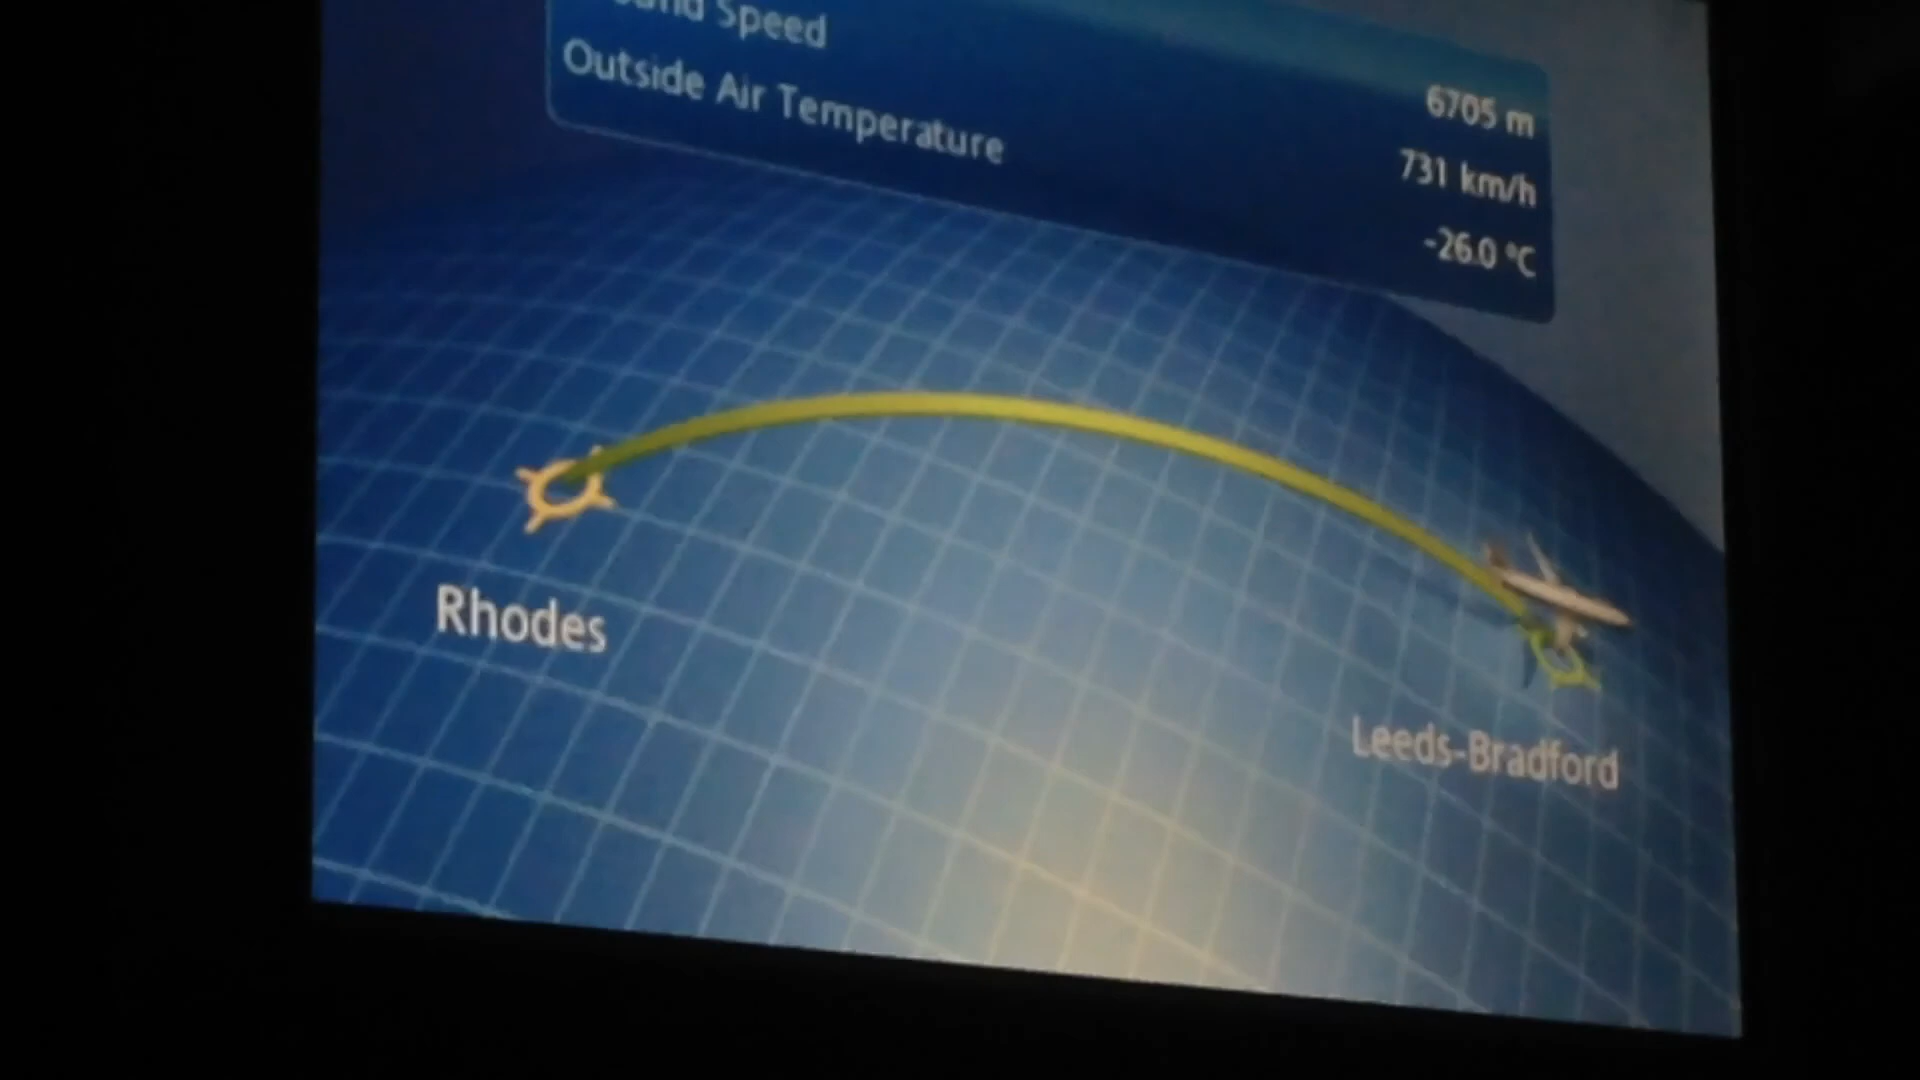 Speed
Outside Air Temperature
6705 m
731 km/h
-26.0 °C
Rhodes
Leeds-Bradford